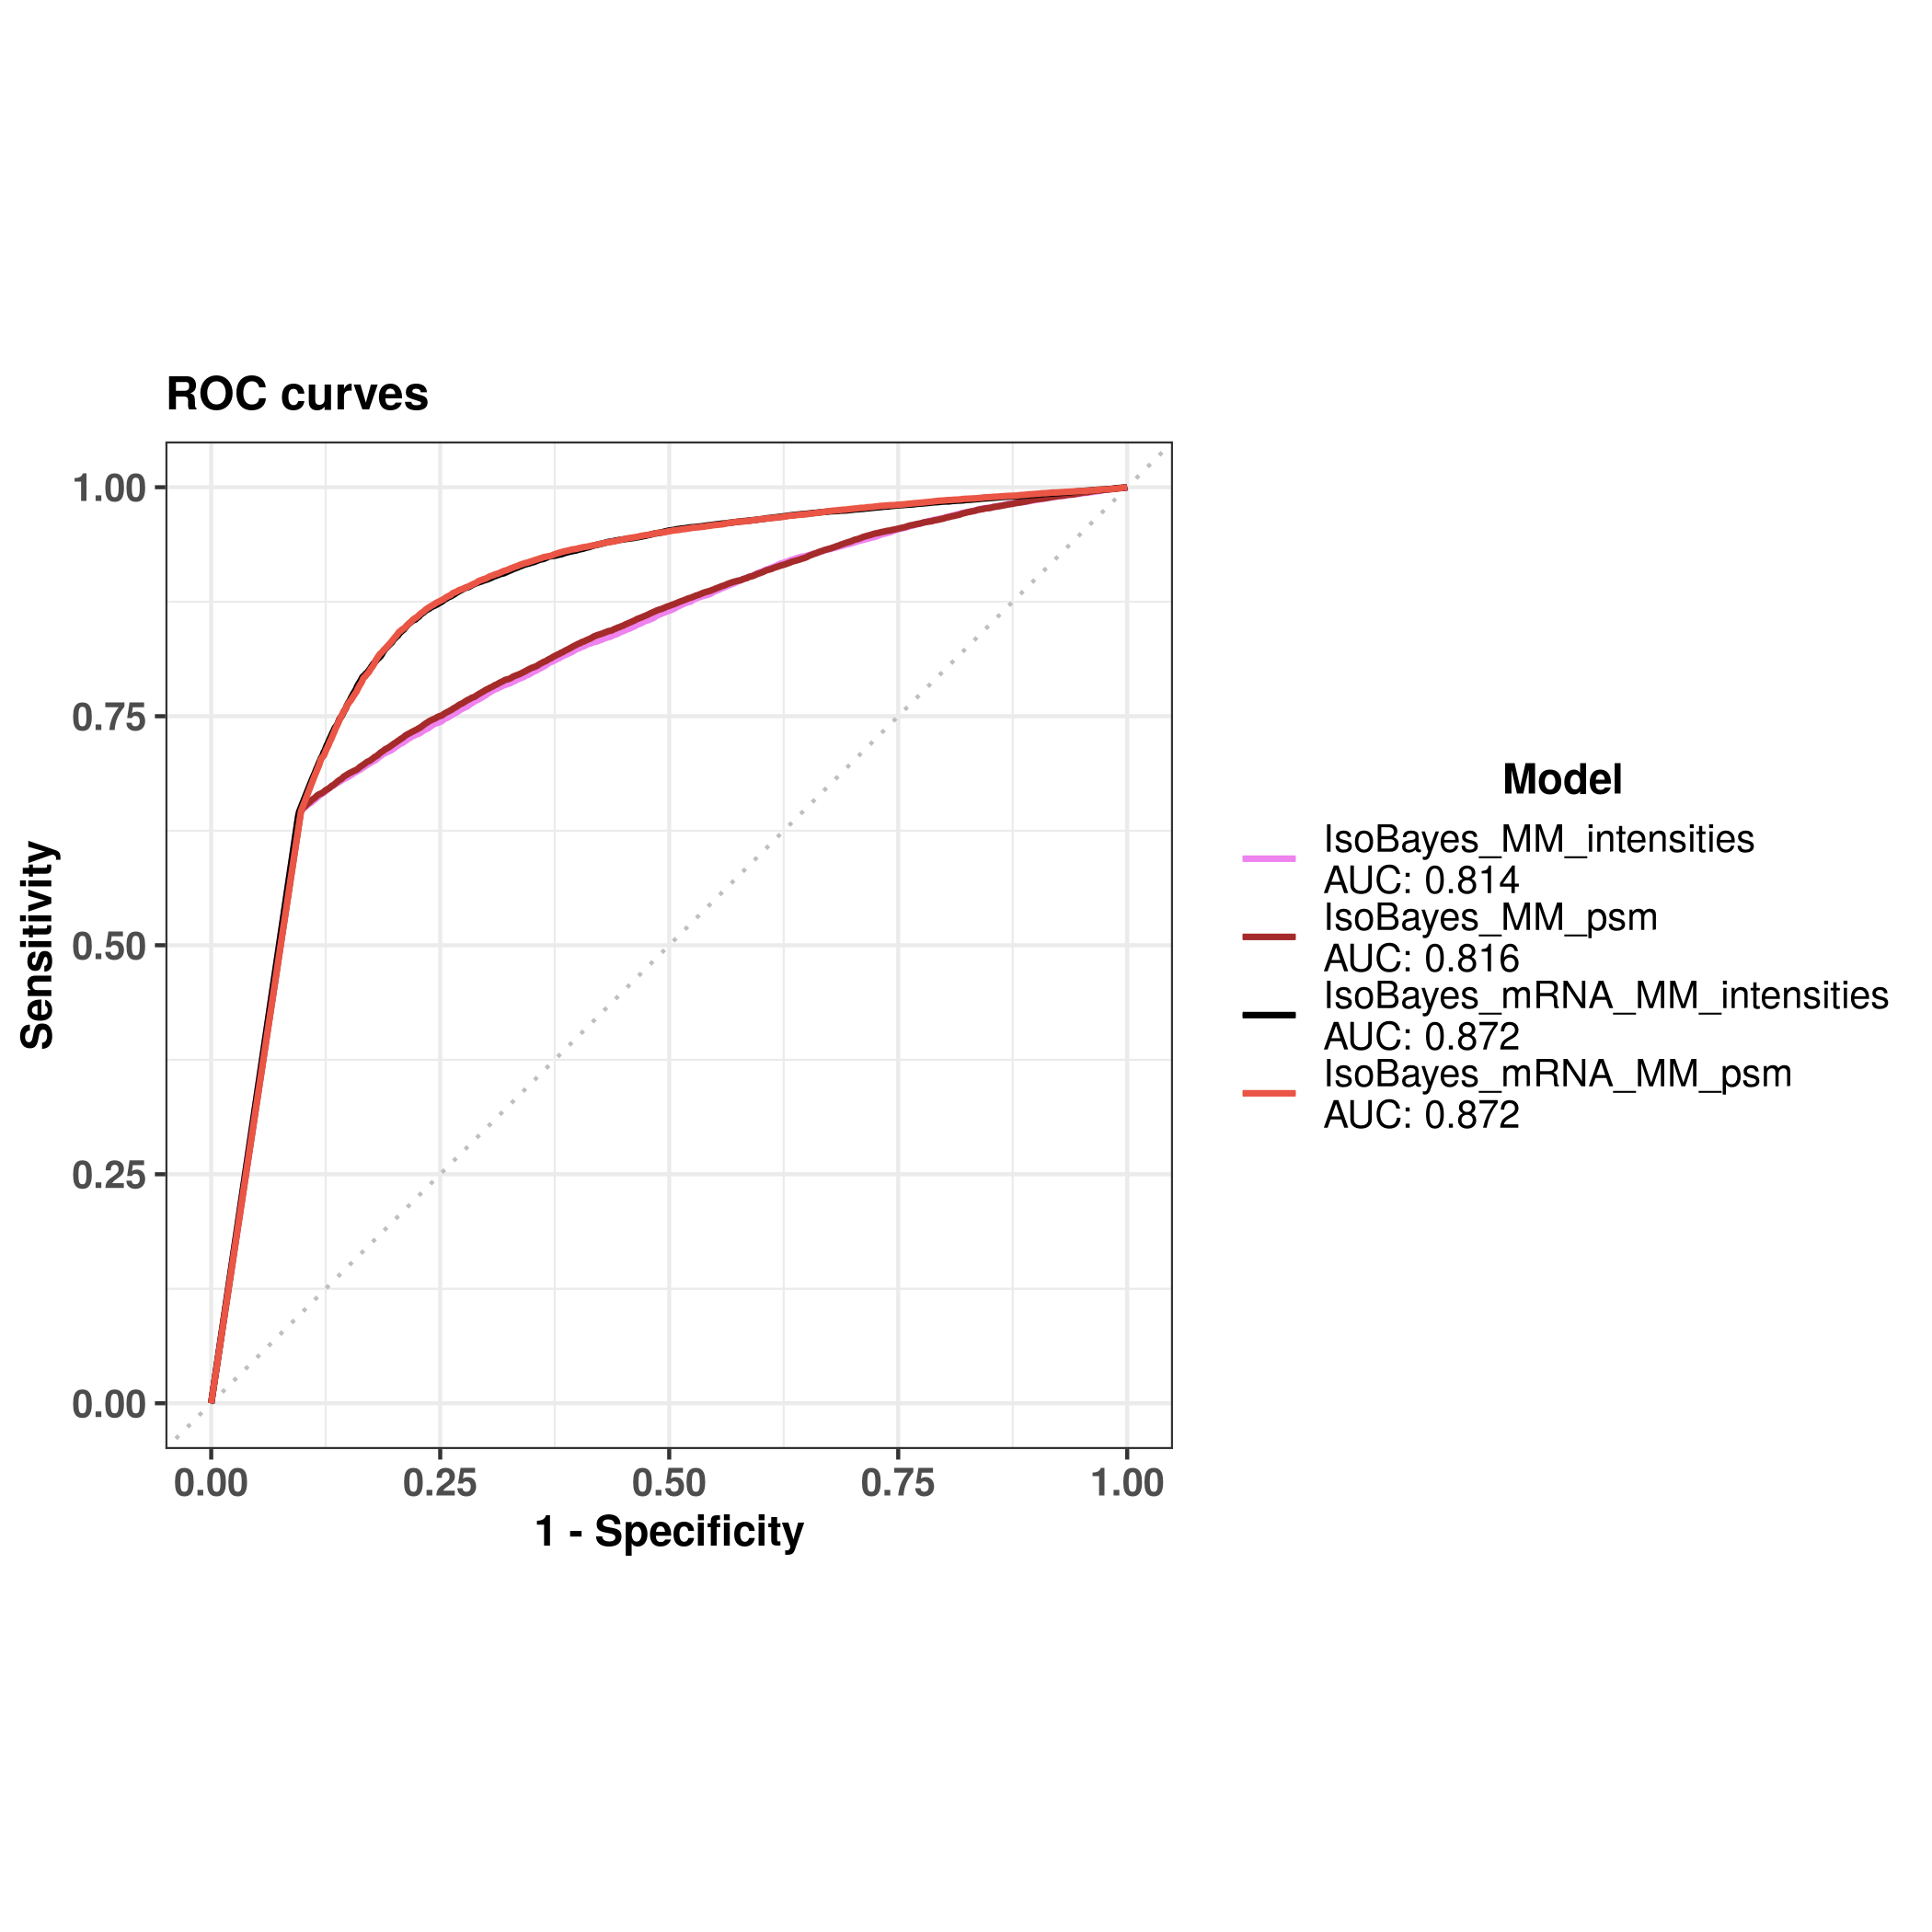 ROC curves
1.00
0.75
0.50
0.25
0.00
Sensitivity
0.00 0.25 0.50 0.75 1.00
1 - Specificity
Model
IsoBayes_MM_intensities
AUC: 0.814
IsoBayes_MM_psm
AUC: 0.816
IsoBayes_mRNA_MM_intensities
AUC: 0.872
IsoBayes_mRNA_MM_psm
AUC: 0.872